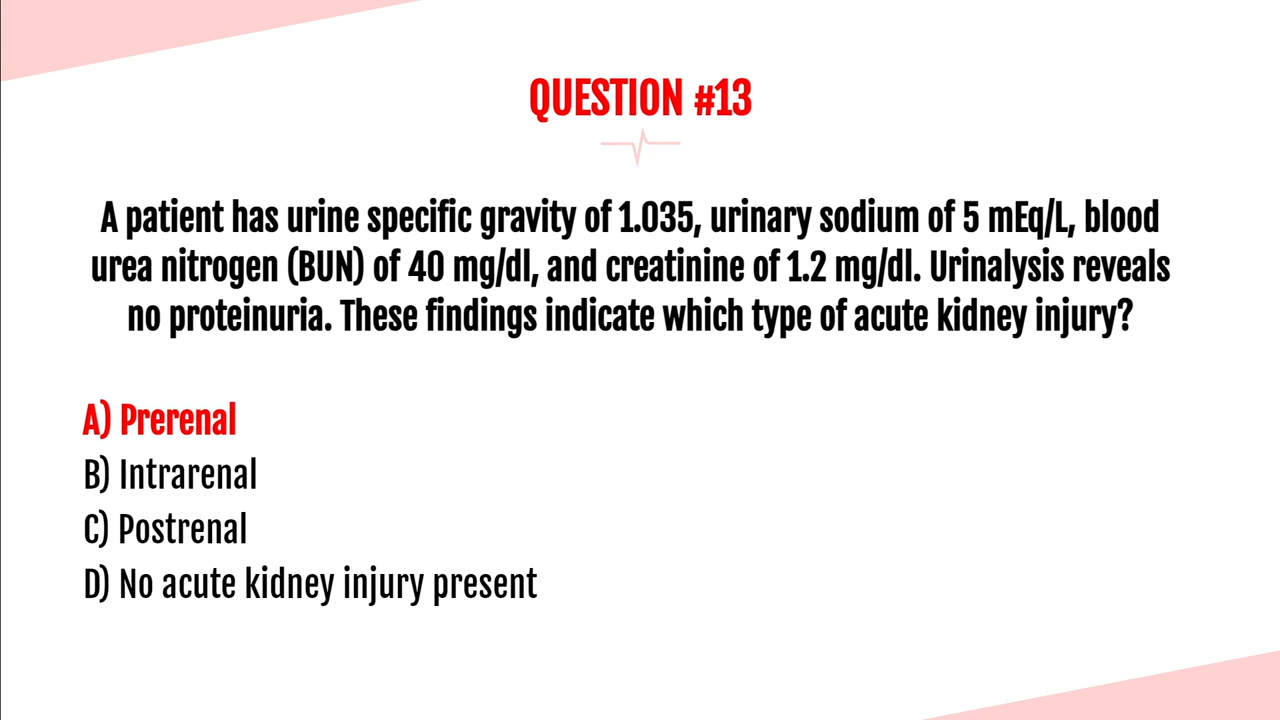 QUESTION #13
A patient has urine specific gravity of 1.035, urinary sodium of 5 mEq/L, blood
urea nitrogen (BUN) of 40 mg/dl, and creatinine of 1.2 mg/dl. Urinalysis reveals
no proteinuria. These findings indicate which type of acute kidney injury?
A) Prerenal
B) Intrarenal
C) Postrenal
D) No acute kidney injury present